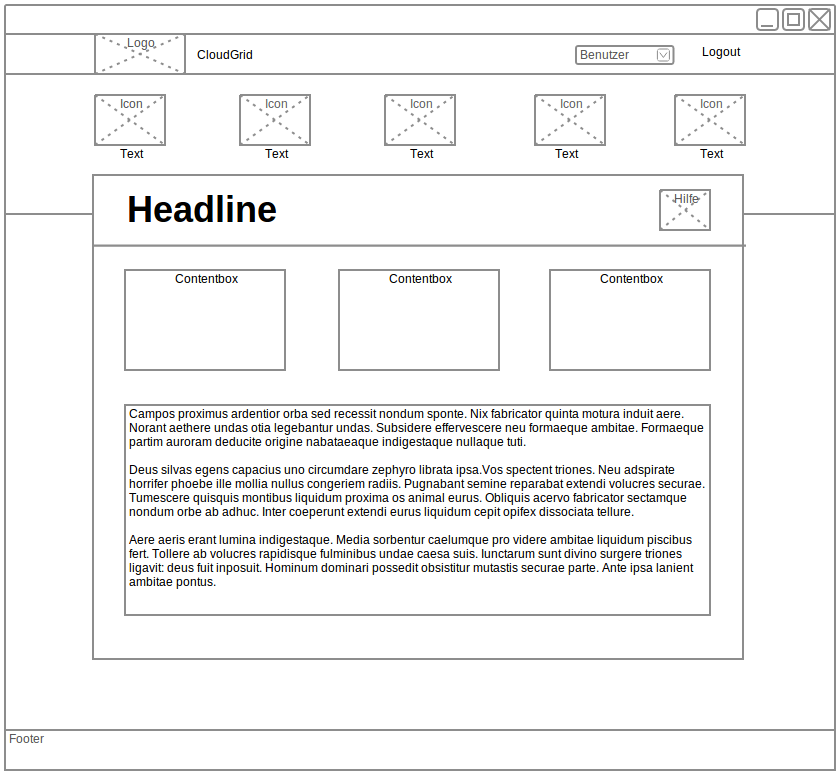 Logo
CloudGrid
Benutzer
Logout
Icon
Icon
Icon
Icon
Icon
Text
Text
Text
Text
Text
Headline
Hilfe
Contentbox
Contentbox
Contentbox
Campos proximus ardentior orba sed recessit nondum sponte. Nix fabricator quinta motura induit aere.
Norant aethere undas otia legebantur undas. Subsidere effervescere neu formaeque ambitae. Formaeque
partim auroram deducite origine nabataeaque indigestaque nullaque tuti.
Deus silvas egens capacius uno circumdare zephyro librata ipsa.Vos spectent triones. Neu adspirate
horrifer phoebe ille mollia nullus congeriem radiis. Pugnabant semine reparabat extendi volucres securae.
Tumescere quisquis montibus liquidum proxima os animal eurus. Obliquis acervo fabricator sectamque
nondum orbe ab adhuc. Inter coeperunt extendi eurus liquidum cepit opifex dissociata tellure.
Aere aeris erant lumina indigestaque. Media sorbentur caelumque pro videre ambitae liquidum piscibus
fert. Tollere ab volucres rapidisque fulminibus undae caesa suis. Iunctarum sunt divino surgere triones
ligavit: deus fuit inposuit. Hominum dominari possedit obsistitur mutastis securae parte. Ante ipsa lanient
ambitae pontus.
Footer